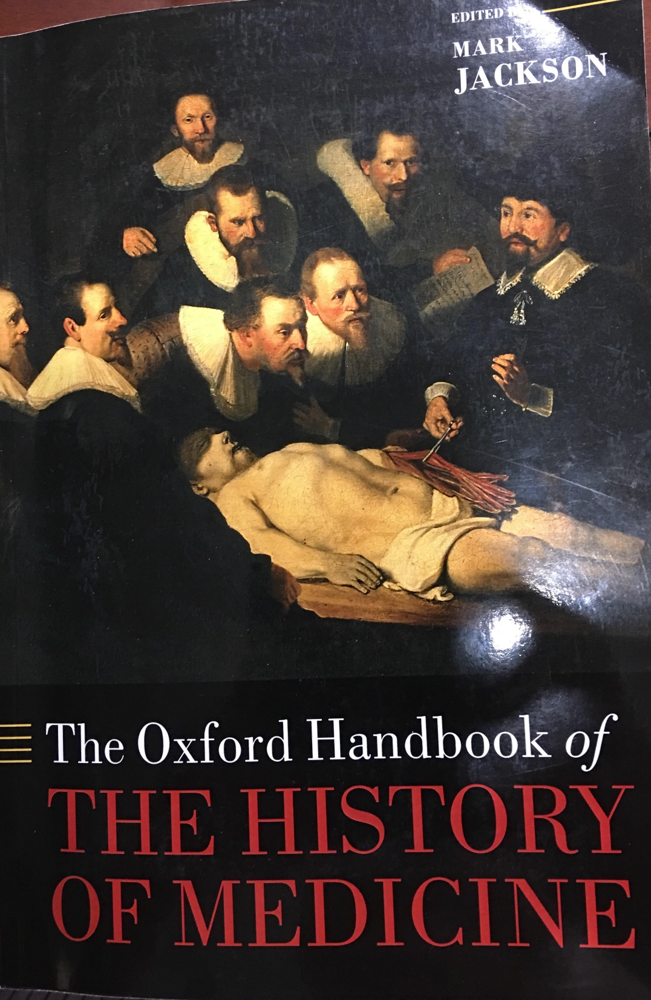 EDITED
MARK
JACKSON
The Oxford Handbook of
THE HISTORY
OF MEDICINE